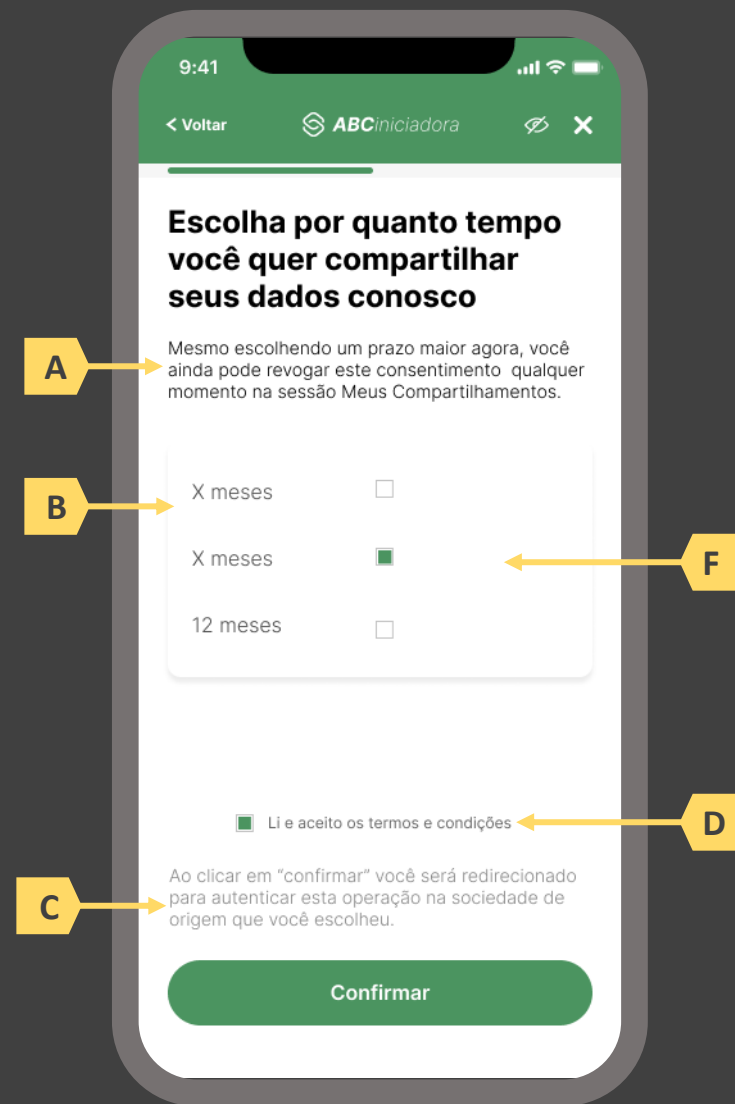 9:41
< Voltar
ABCiniciadora
Escolha por quanto tempo
você quer compartilhar
seus dados conosco
A
Mesmo escolhendo um prazo maior agora, você
ainda pode revogar este consentimento  qualquer
momento na sessão Meus Compartilhamentos.
B
X meses
X meses
F
12 meses
Li e aceito os termos e condições
D
C
Ao clicar em “confirmar” você será redirecionado
para autenticar esta operação na sociedade de
origem que você escolheu.
Confirmar